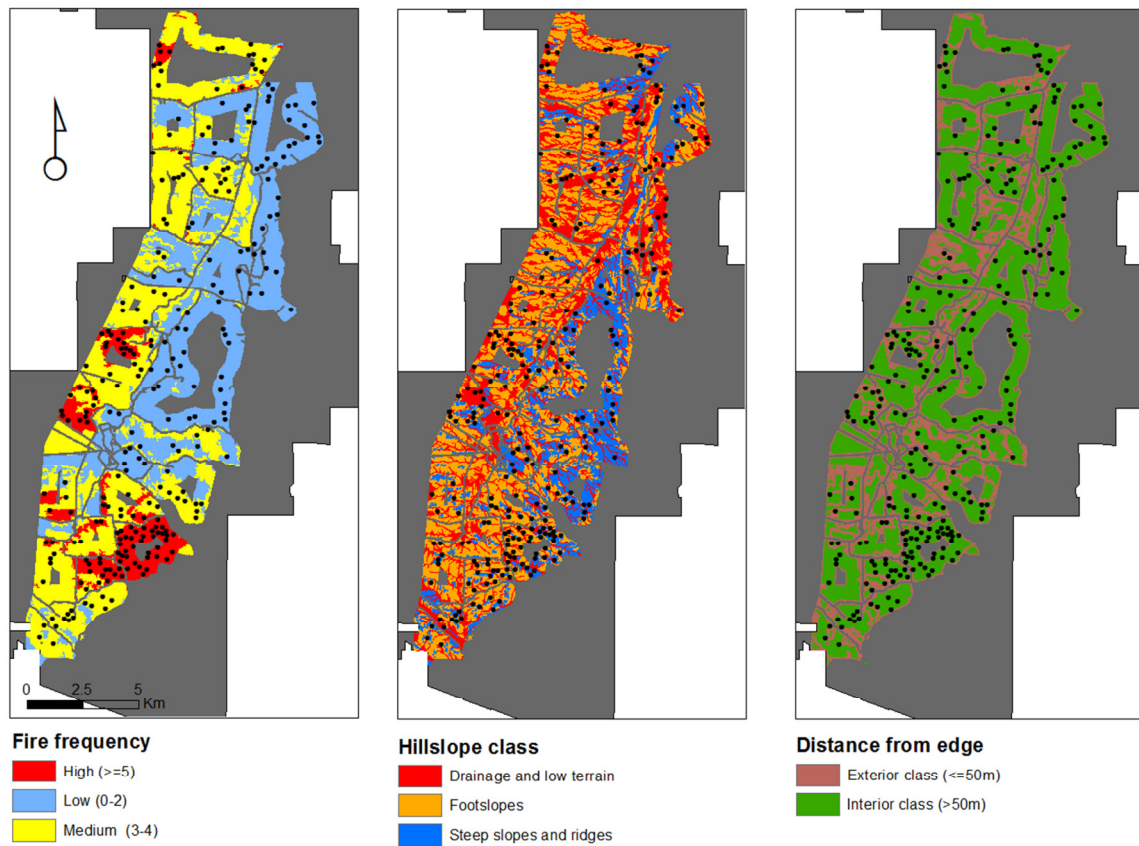 0 2.5 5
Km
Fire frequency
High (>=5)
Low (0-2)
Medium (3-4)
Hillslope class
Drainage and low terrain
Footslopes
Steep slopes and ridges
Distance from edge
Exterior class (<=50m)
Interior class (>50m)